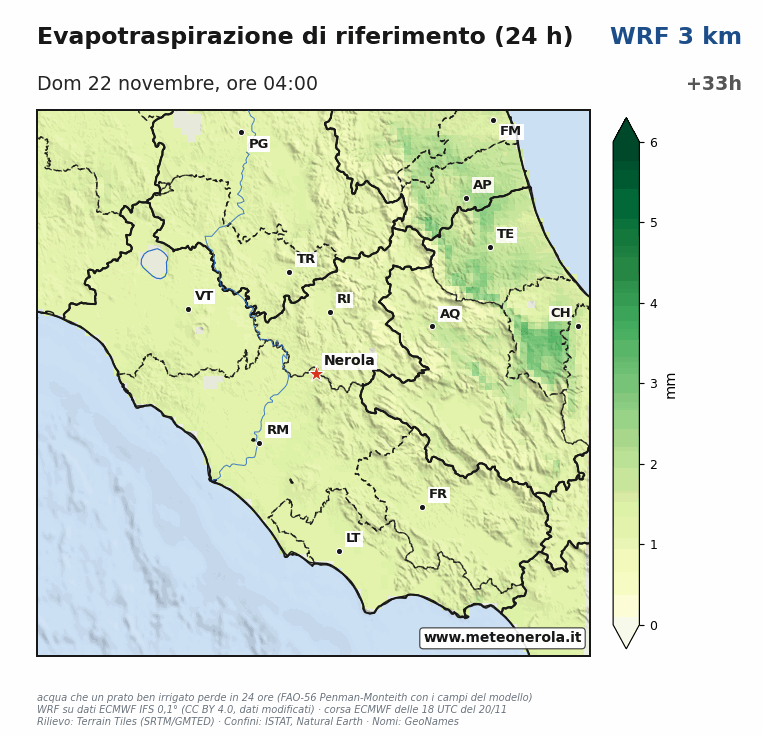 Evapotraspirazione di riferimento (24 h)
WRF 3 km
Dom 22 novembre, ore 04:00
+33h
FM
PG
AP
TE
TR
RI
VT
AQ
CH
Nerola
RM
FR
LT
www.meteonerola.it
6
5
4
3
2
1
0
mm
acqua che un prato ben irrigato perde in 24 ore (FAO-56 Penman-Monteith con i campi del modello)
WRF su dati ECMWF IFS 0,1° (CC BY 4.0, dati modificati) · corsa ECMWF delle 18 UTC del 20/11
Rilievo: Terrain Tiles (SRTM/GMTED) · Confini: ISTAT, Natural Earth · Nomi: GeoNames